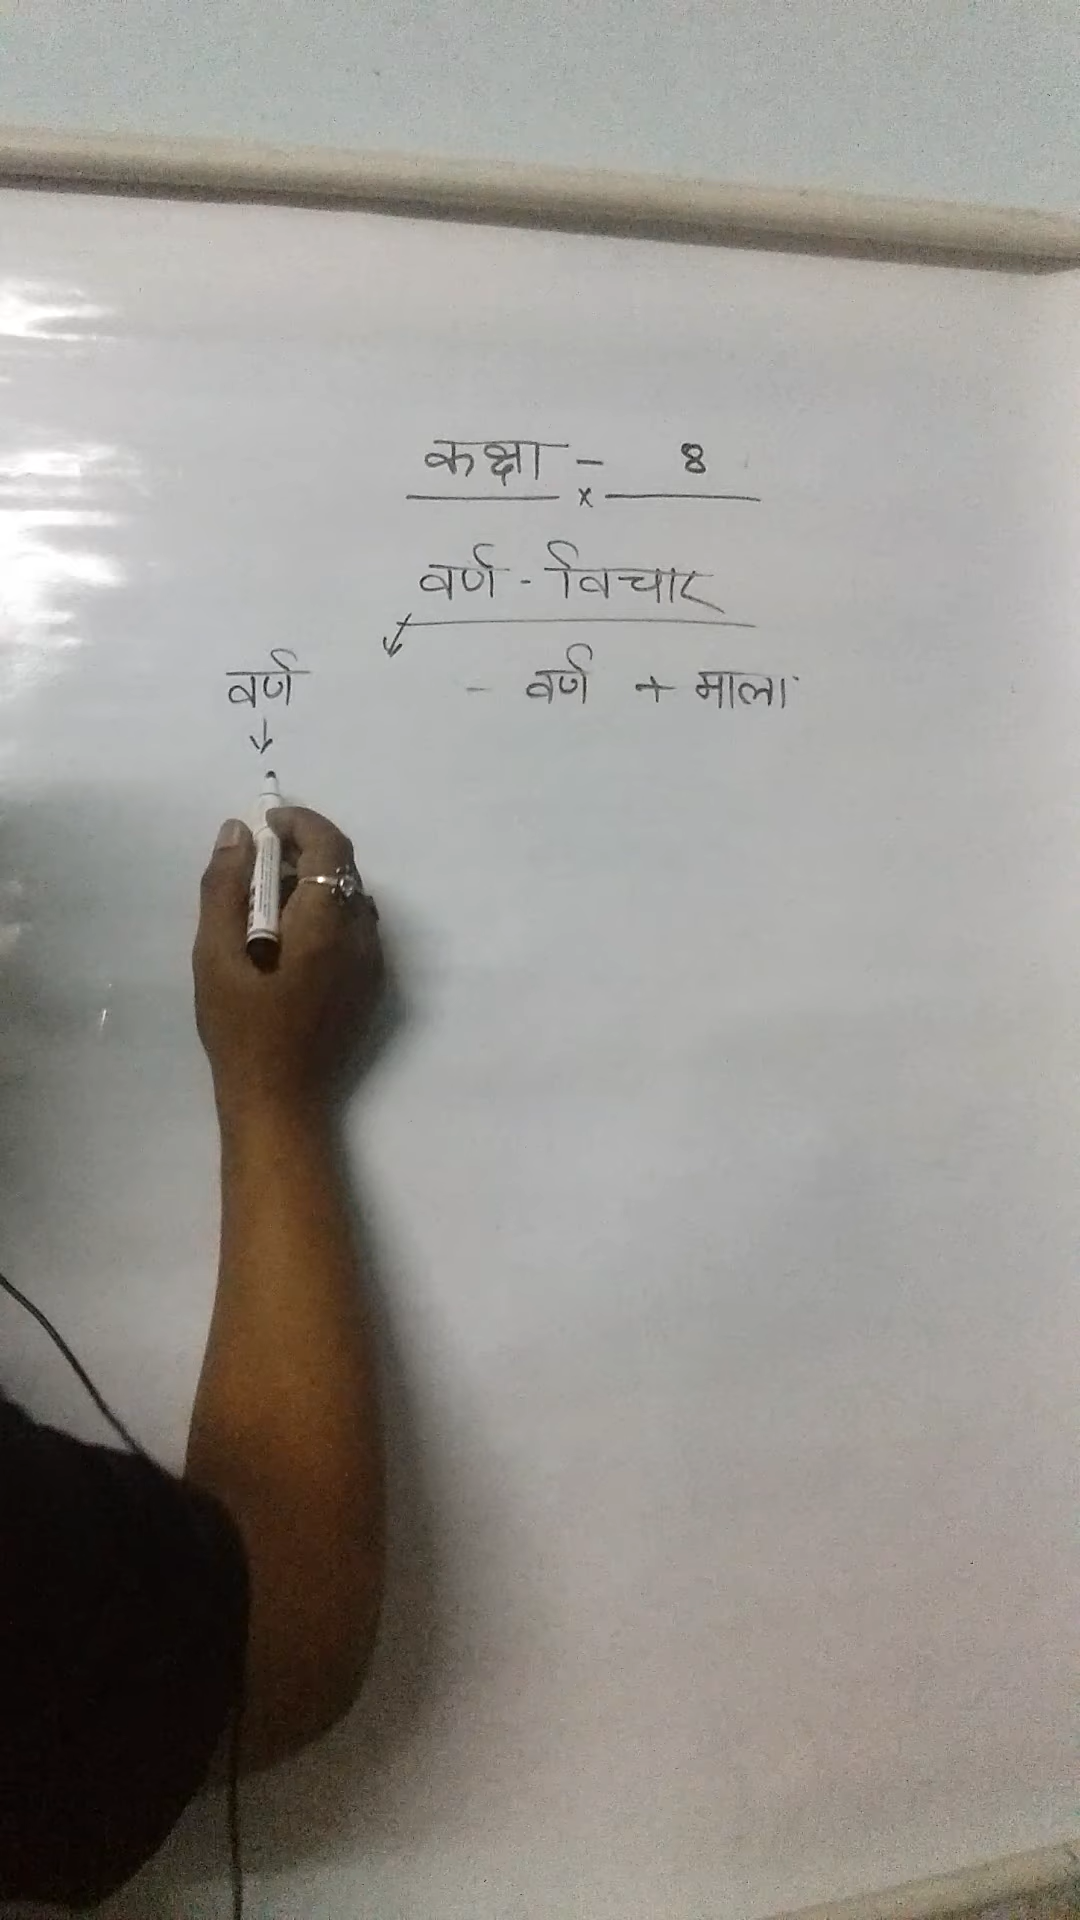 कक्षा - 8
x
वर्ण - विचार
वर्ण - वर्ण + माला